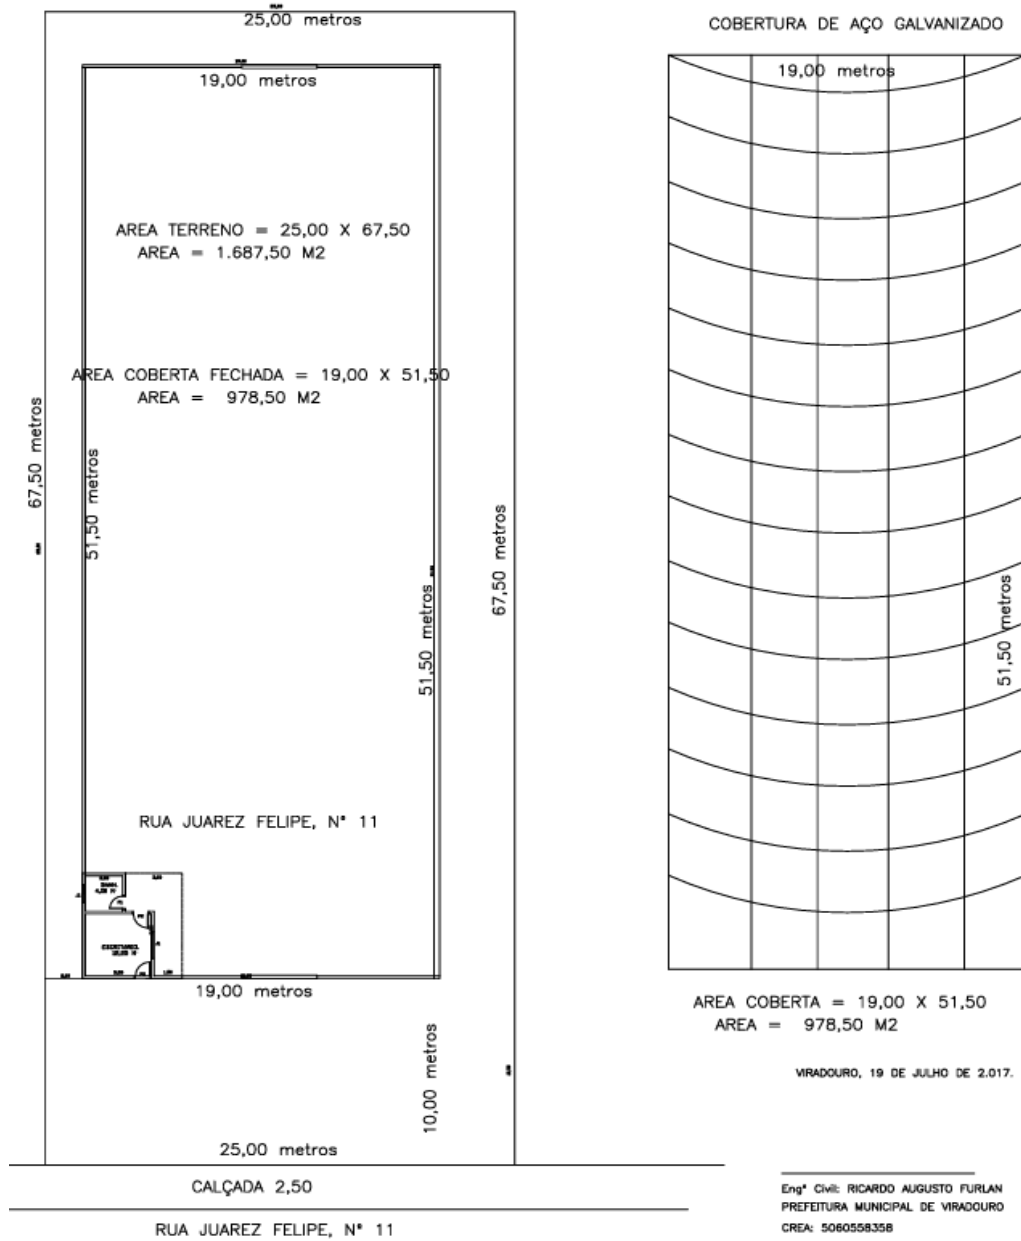 25,00 metros
19,00 metros
AREA TERRENO = 25,00 X 67,50
AREA = 1.687,50 M2
AREA COBERTA FECHADA = 19,00 X 51,50
AREA = 978,50 M2
67,50 metros
51,50 metros
67,50 metros
51,50 metros
RUA JUAREZ FELIPE, N° 11
19,00 metros
10,00 metros
25,00 metros
CALÇADA 2,50
RUA JUAREZ FELIPE, N° 11
COBERTURA DE AÇO GALVANIZADO
19,00 metros
51,50 metros
AREA COBERTA = 19,00 X 51,50
AREA = 978,50 M2
VIRADOURO, 19 DE JULHO DE 2.017.
Eng° Civil: RICARDO AUGUSTO FURLAN
PREFEITURA MUNICIPAL DE VIRADOURO
CREA: 5060558358